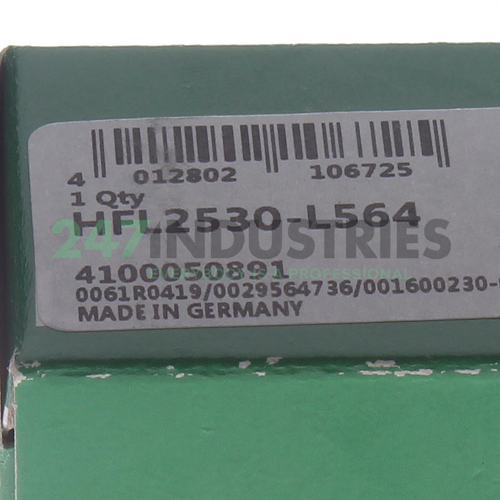 4 012802 106725
1 Qty
HFL2530-L564
247INDUSTRIES
4100050891
0061R0419/0029564736/001600230-
MADE IN GERMANY